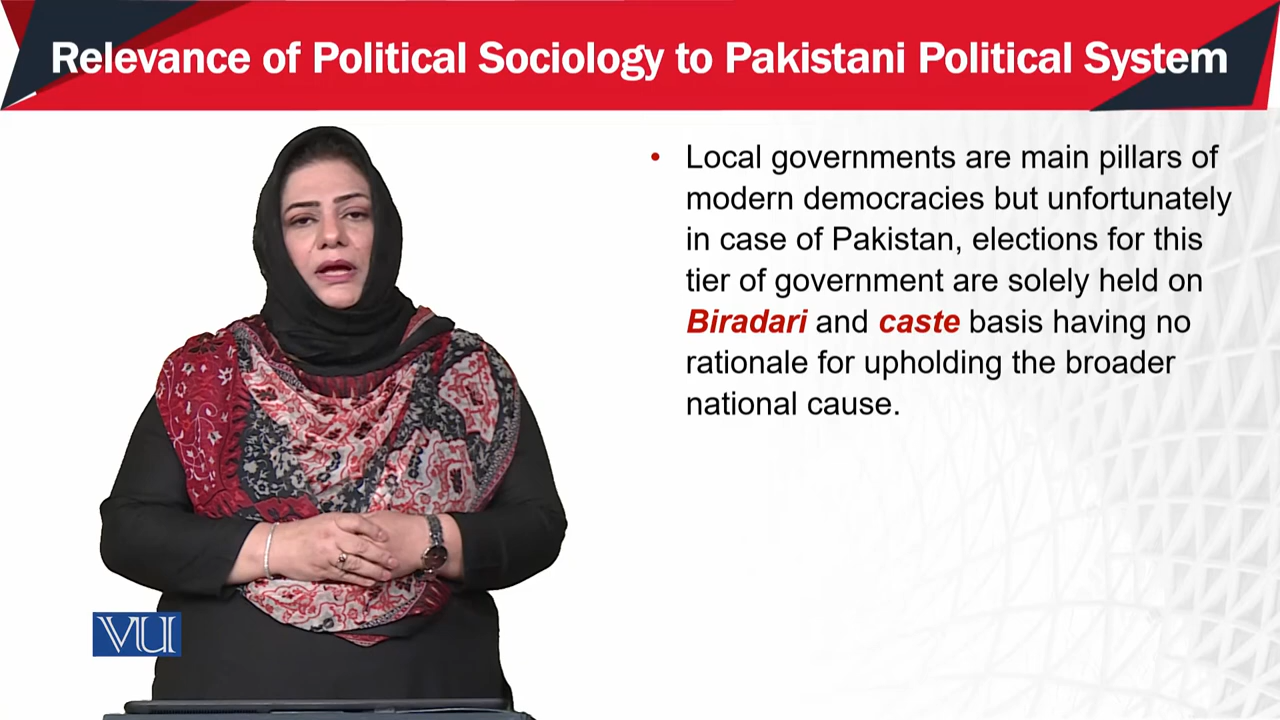 Relevance of Political Sociology to Pakistani Political System
• Local governments are main pillars of
modern democracies but unfortunately
in case of Pakistan, elections for this
tier of government are solely held on
Biradari and caste basis having no
rationale for upholding the broader
national cause.
VU